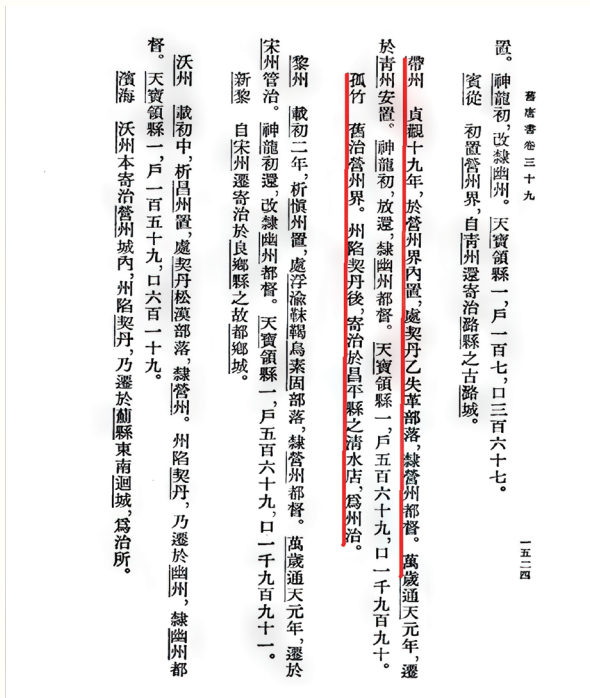 舊唐書卷三十九
一五二四
置。神龍初，改隸幽州。天寶領縣一，戶一百七，口三百六十七。
賓從　初置營州界，自青州還寄治潞縣之古潞城。
帶州　貞觀十九年，於營州界內置，處契丹乙失革部落，隸營州都督。萬歲通天元年，遷
於青州安置。神龍初，放還，隸幽州都督。天寶領縣一，戶五百六十九，口一千九百九十。
孤竹　舊治營州界。州陷契丹後，寄治於昌平縣之清水店，爲州治。
黎州　載初二年，析愼州置，處浮渝靺鞨烏素固部落，隸營州都督。萬歲通天元年，遷於
宋州管治。神龍初還，改隸幽州都督。天寶領縣一，戶五百六十九，口一千九百九十一。
新黎　自宋州遷寄治於良鄉縣之故都鄉城。
沃州　載初中，析昌州置，處契丹松漠部落，隸營州。州陷契丹，乃遷於幽州，隸幽州都
督。天寶領縣一，戶一百五十九，口六百一十九。
濱海　沃州本寄治營州城內，州陷契丹，乃遷於薊縣東南迴城，爲治所。